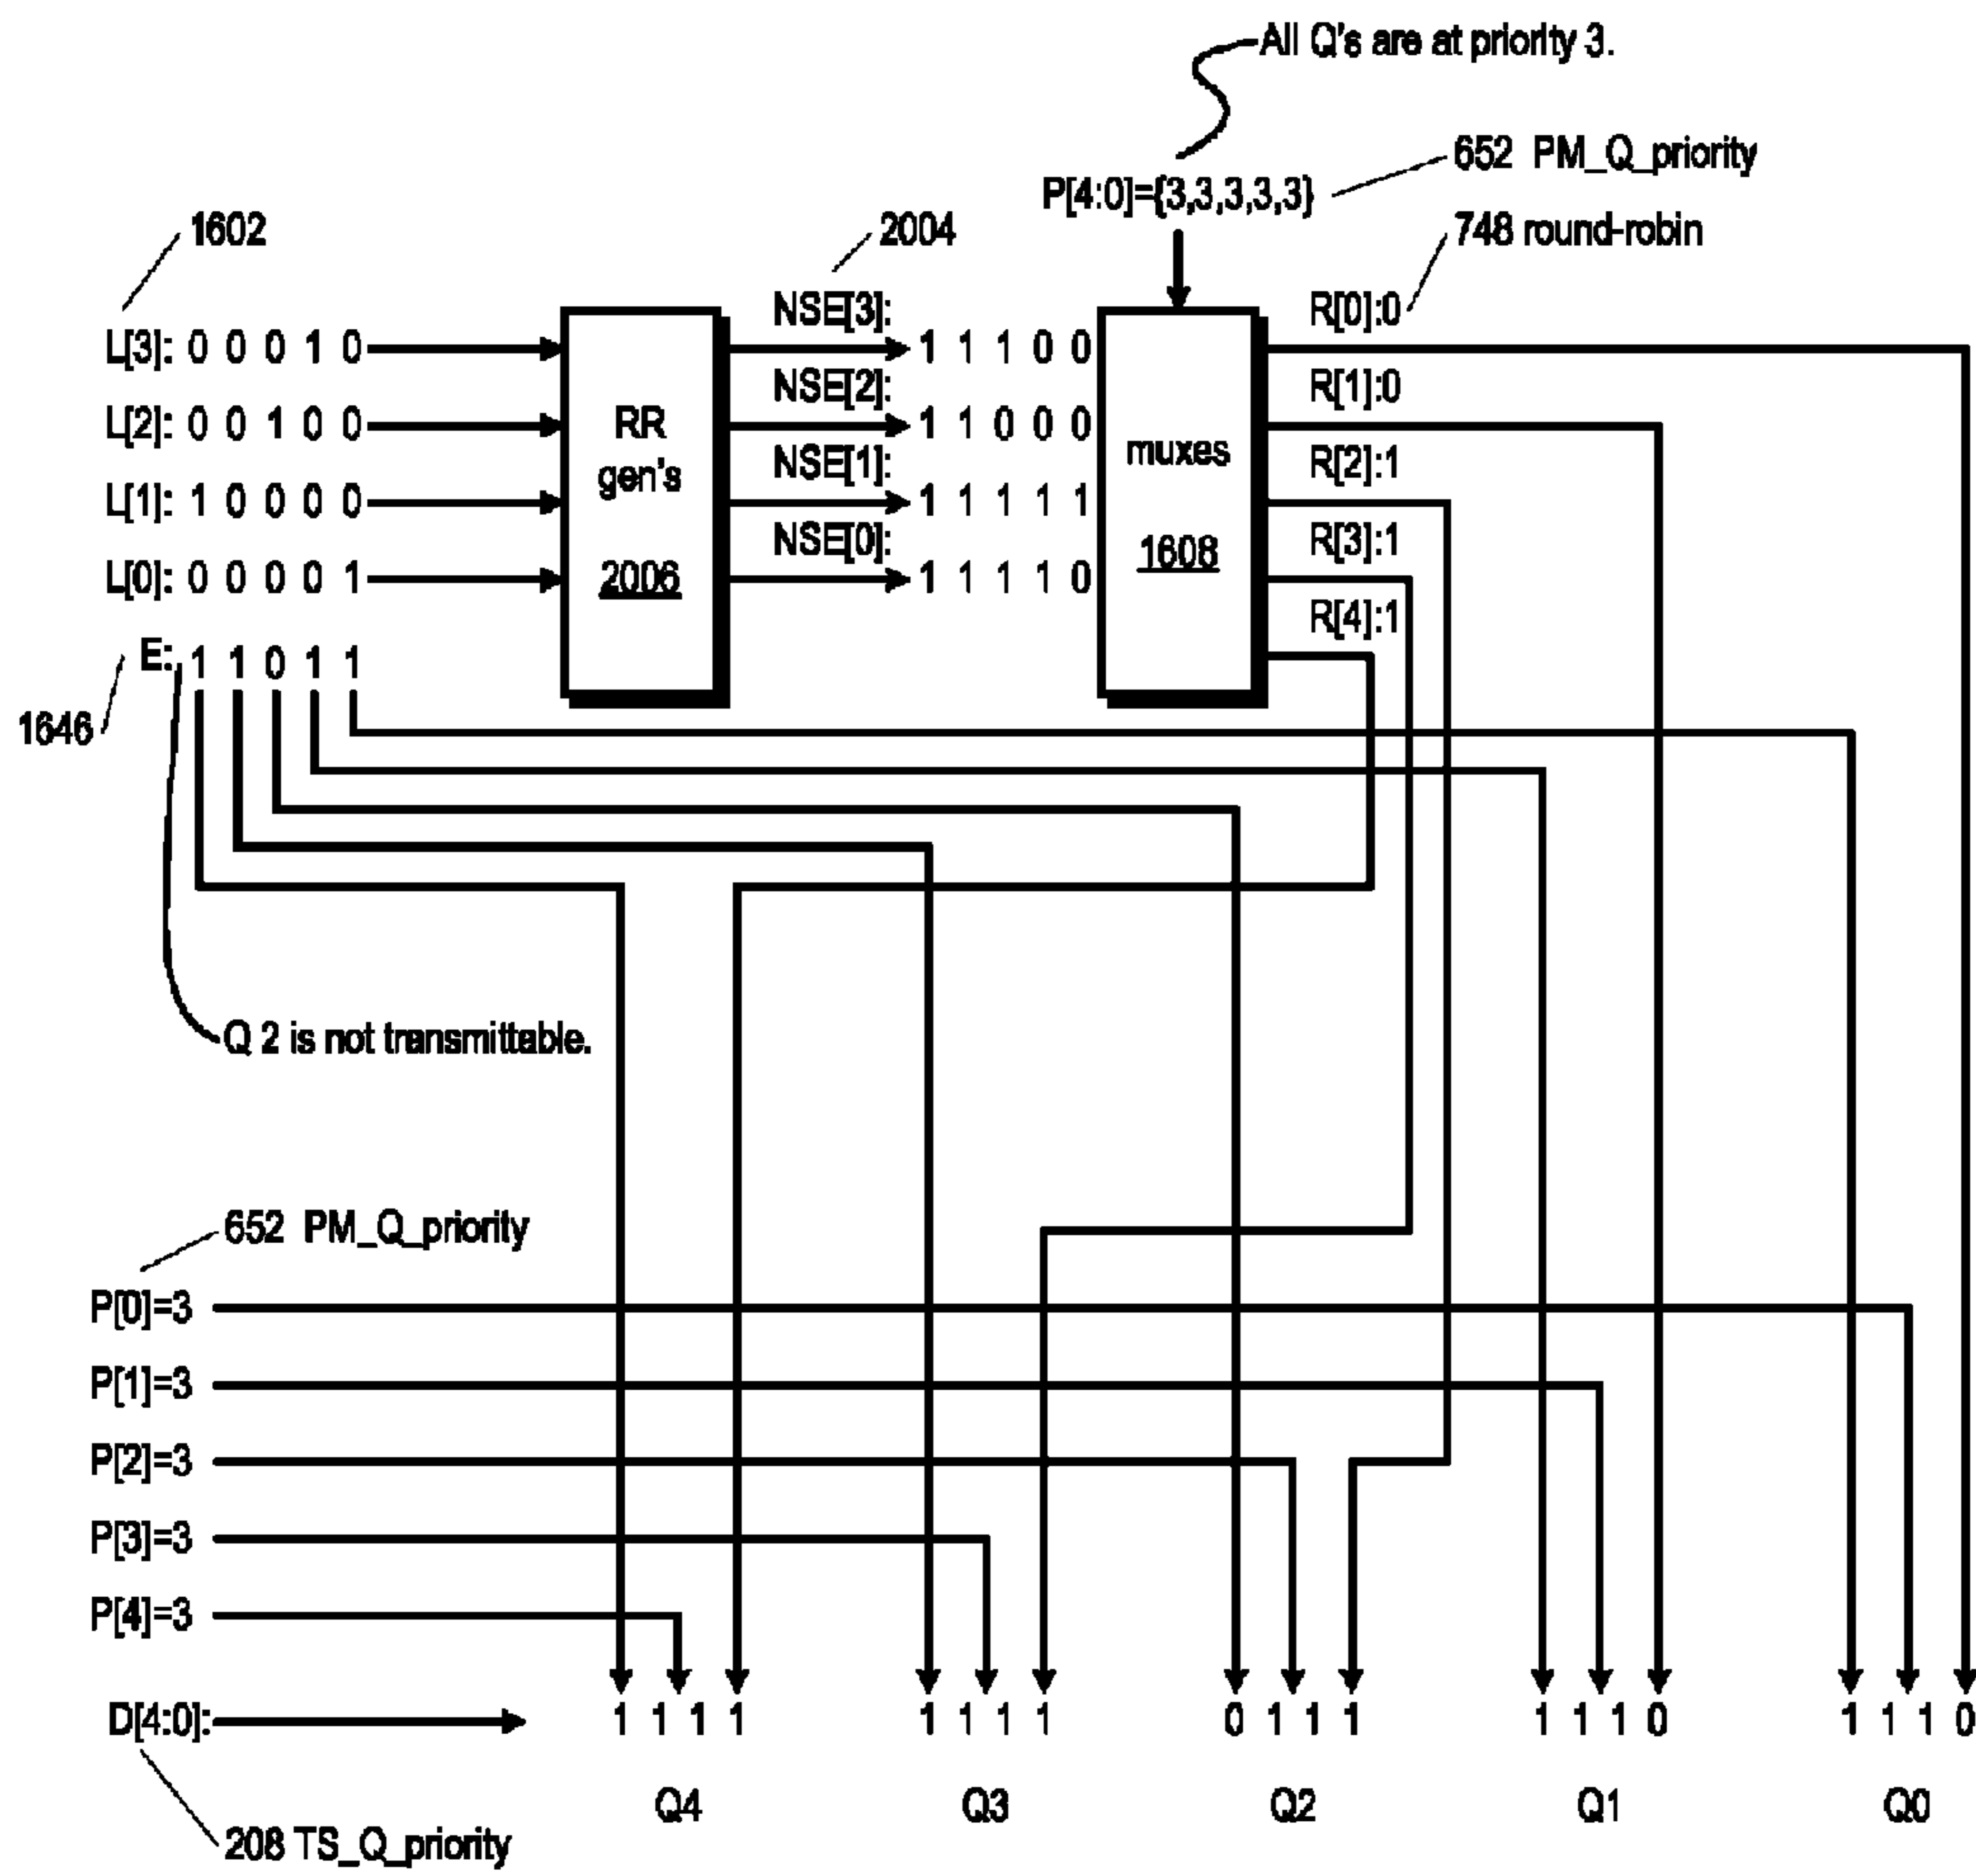 All Q's are at priority 3.
652 PM_Q_priority
P[4:0]={3,3,3,3,3}
1602
2004
748 round-robin
NSE[3]:
R[0]:0
L[3]: 0 0 0 1 0
1 1 1 0 0
NSE[2]:
R[1]:0
L[2]: 0 0 1 0 0
RR
1 1 0 0 0
muxes
NSE[1]:
R[2]:1
gen's
L[1]: 1 0 0 0 0
1 1 1 1 1
NSE[0]:
R[3]:1
1608
L[0]: 0 0 0 0 1
2006
1 1 1 1 0
R[4]:1
E: 1 1 0 1 1
1646
Q 2 is not transmittable.
652 PM_Q_priority
P[0]=3
P[1]=3
P[2]=3
P[3]=3
P[4]=3
D[4:0]: 1 1 1 1 1 1 1 1 0 1 1 1 1 1 1 0 1 1 1 0
Q4 Q3 Q2 Q1 Q0
208 TS_Q_priority